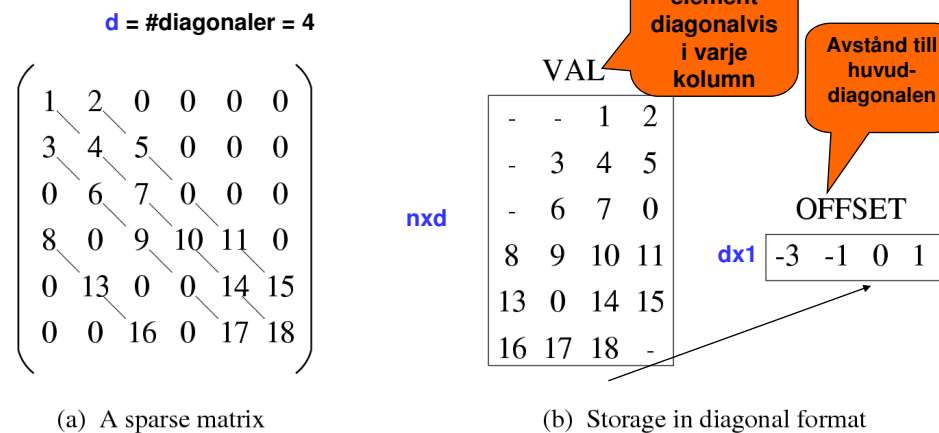 d = #diagonaler = 4
1 2 0 0 0 0
3 4 5 0 0 0
0 6 7 0 0 0
8 0 9 10 11 0
0 13 0 0 14 15
0 0 16 0 17 18
(a) A sparse matrix
element
diagonalvis
i varje
kolumn
Avstånd till
huvud-
diagonalen
VAL
nxd
- - 1 2
- 3 4 5
- 6 7 0
8 9 10 11
13 0 14 15
16 17 18 -
OFFSET
dx1
-3 -1 0 1
(b) Storage in diagonal format